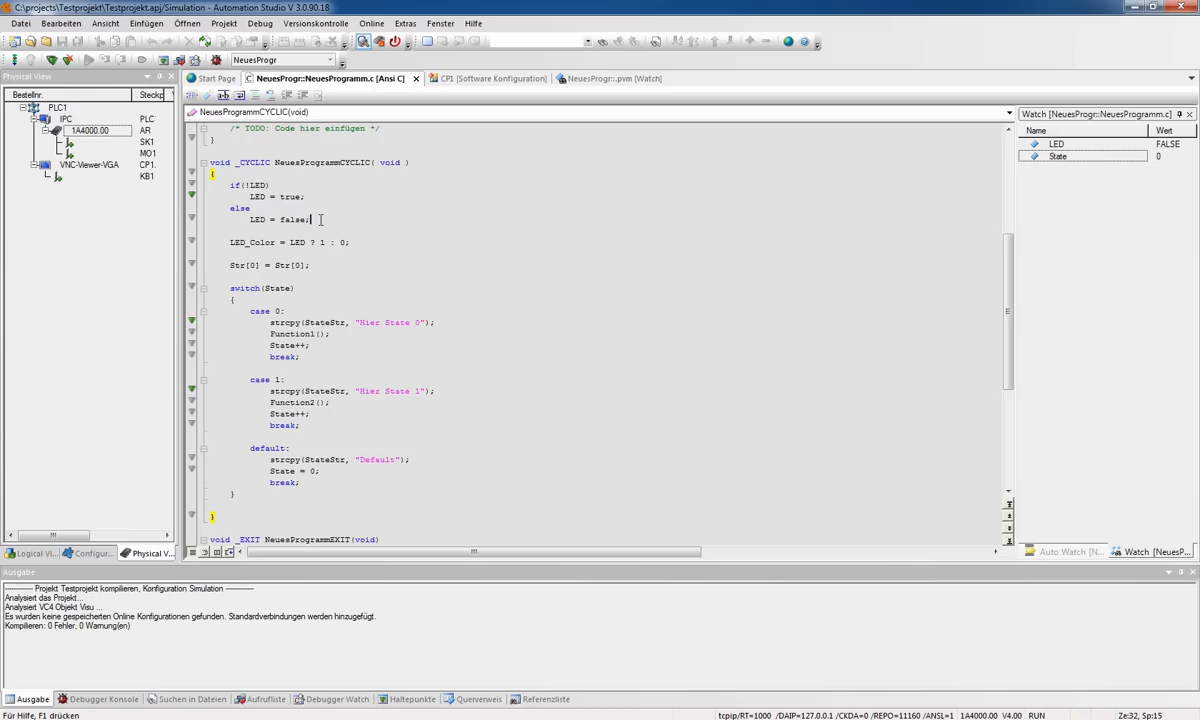 C:\projects\Testprojekt\Testprojekt.apj/Simulation - Automation Studio V 3.0.90.18
Datei Bearbeiten Ansicht Einfügen Öffnen Projekt Debug Versionskontrolle Online Extras Fenster Hilfe
NeuesProgr
Physical View
Bestellnr. Steckp
PLC1
IPC PLC
1A4000.00 AR
SK1
MO1
VNC-Viewer-VGA CP1.
KB1
Logical Vi... Configur... Physical V...
Start Page NeuesProgr::NeuesProgramm.c [Ansi C] CP1 [Software Konfiguration] NeuesProgr::.pvm [Watch]
NeuesProgrammCYCLIC(void)
/* TODO: Code hier einfügen */
}
void _CYCLIC NeuesProgrammCYCLIC( void )
{
if(!LED)
LED = true;
else
LED = false;
LED_Color = LED ? 1 : 0;
Str[0] = Str[0];
switch(State)
{
case 0:
strcpy(StateStr, "Hier State 0");
Function1();
State++;
break;
case 1:
strcpy(StateStr, "Hier State 1");
Function2();
State++;
break;
default:
strcpy(StateStr, "Default");
State = 0;
break;
}
}
_EXIT NeuesProgrammEXIT(void)
Watch [NeuesProgr::NeuesProgramm.c]
Name Wert
LED FALSE
State 0
Auto Watch [N... Watch [NeuesP...
Ausgabe
----------- Projekt Testprojekt kompilieren, Konfiguration Simulation -----------
Analysiert das Projekt...
Analysiert VC4 Objekt Visu ...
Es wurden keine gespeicherten Online Konfigurationen gefunden. Standardverbindungen werden hinzugefügt.
Kompilieren: 0 Fehler, 0 Warnung(en)
Ausgabe Debugger Konsole Suchen in Dateien Aufrufliste Debugger Watch Haltepunkte Querverweis Referenzliste
Für Hilfe, F1 drücken tcpip/RT=1000 /DAIP=127.0.0.1 /CKDA=0 /REPO=11160 /ANSL=1 1A4000.00 V4.00 RUN Ze:32, Sp:15